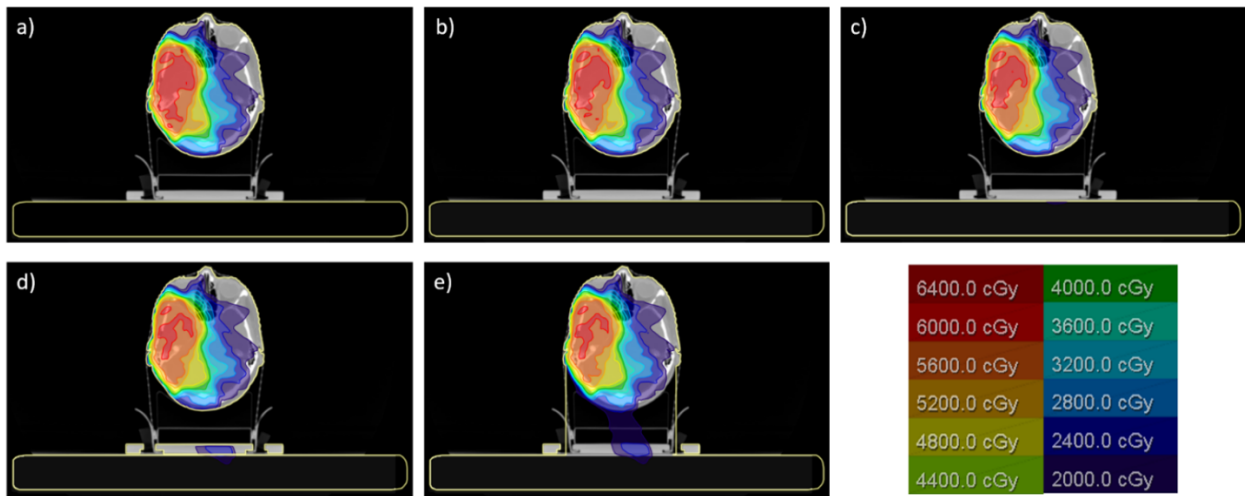 a)
b)
c)
d)
e)
6400.0 cGy 4000.0 cGy
6000.0 cGy 3600.0 cGy
5600.0 cGy 3200.0 cGy
5200.0 cGy 2800.0 cGy
4800.0 cGy 2400.0 cGy
4400.0 cGy 2000.0 cGy